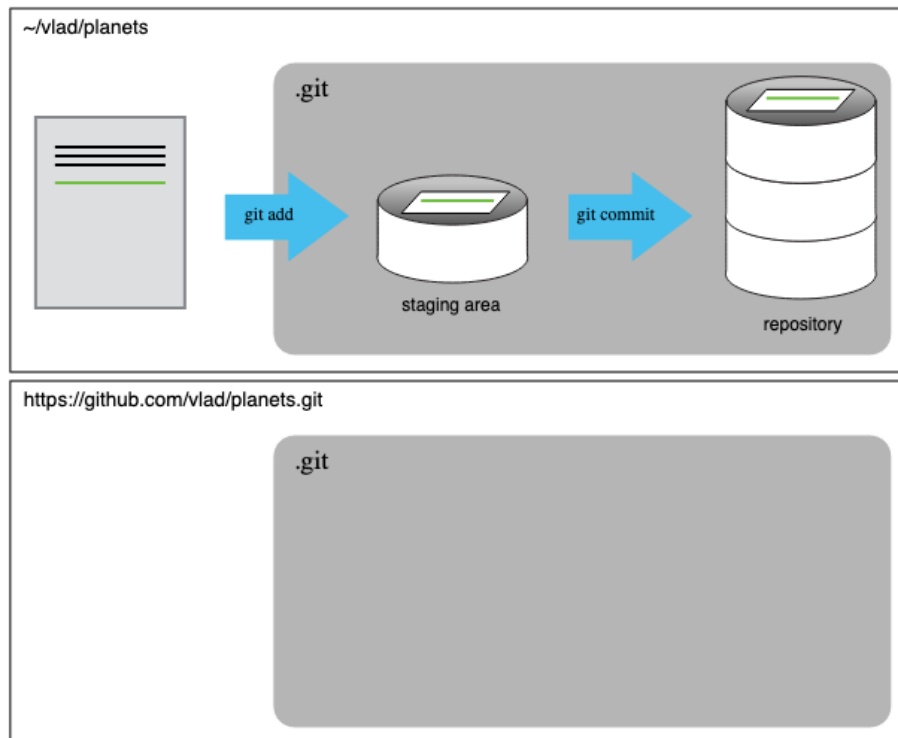 ~/vlad/planets
.git
git add
git commit
staging area
repository
https://github.com/vlad/planets.git
.git